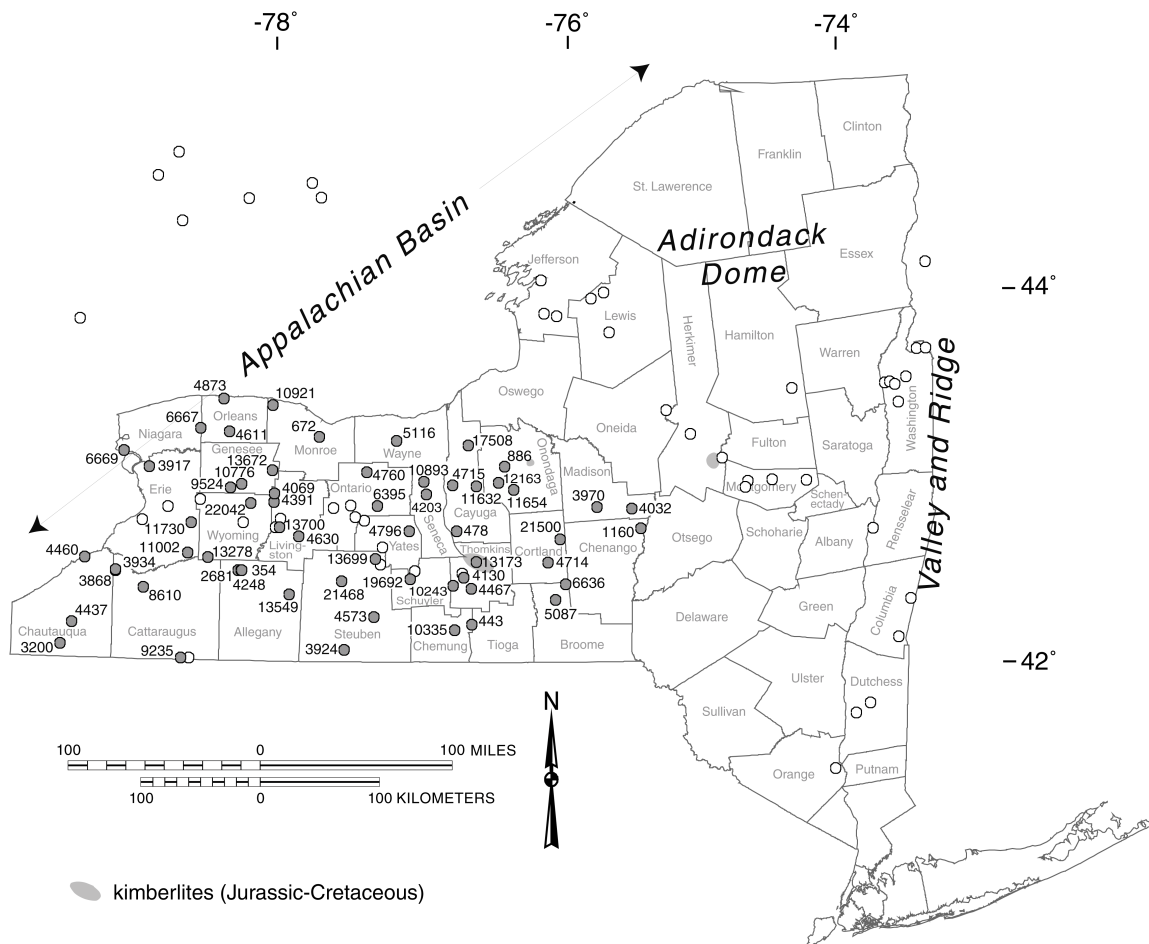 -78˚
-76˚
-74˚
Clinton
Franklin
St. Lawerence
Appalachian Basin
Adirondack
Dome
Essex
Jefferson
44˚
Lewis
Herkimer
Hamilton
Warren
Valley and Ridge
Washington
4873
10921
Oswego
Orleans
6667
4611
672
5116
Niagara
Monroe
Wayne
17508
Oneida
Fulton
Saratoga
Genesee
13672
6669
3917
10776
9524
4760
10893
4715
886
Onondaga
Madison
12163
Erie
4069
4391
Ontario
6395
4203
11632
11654
3970
4032
Montgomery
Schen-
ectady
Rensselear
22042
Cayuga
11730
Wyoming
13700
4630
4796
Seneca
478
21500
1160
Otsego
Schoharie
Albany
Living-
ston
Yates
Thomkins
Cortland
Chenango
4460
11002
13278
13699
13173
4714
3934
3868
2681
354
4248
19692
4130
6636
8610
13549
21468
10243
4467
Schuyler
5087
Columbia
Green
4437
4573
443
Delaware
Chautauqua
Cattaraugus
Allegany
Steuben
10335
3200
9235
3924
Chemung
Tioga
Broome
42˚
Ulster
Dutchess
N
Sullivan
100 0 100 MILES
Orange
Putnam
100 0 100 KILOMETERS
kimberlites (Jurassic-Cretaceous)